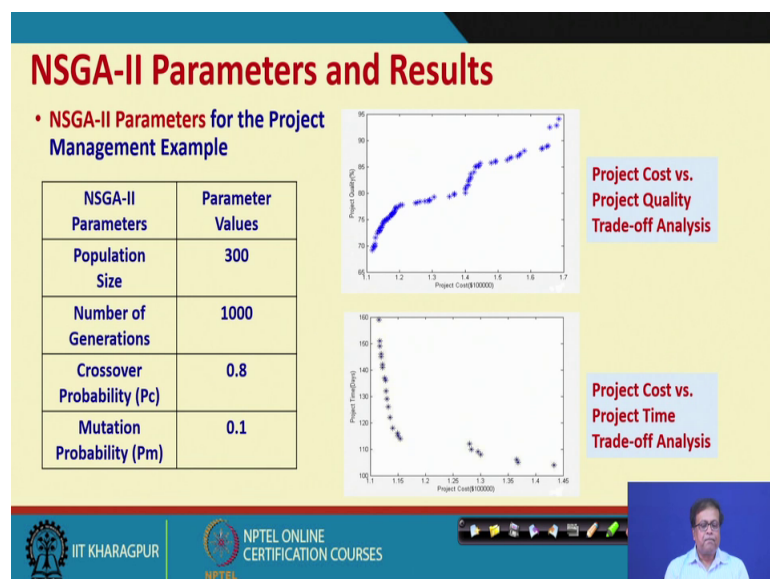 NSGA-II Parameters and Results
• NSGA-II Parameters for the Project
Management Example
NSGA-II
Parameters
Parameter
Values
Population
Size
300
Number of
Generations
1000
Crossover
Probability (Pc)
0.8
Mutation
Probability (Pm)
0.1
95
90
85
80
75
70
65
Project Quality(%)
1.1 1.2 1.3 1.4 1.5 1.6 1.7
Project Cost($100000)
Project Cost vs.
Project Quality
Trade-off Analysis
160
150
140
130
120
110
100
Project Time(Days)
1.1 1.15 1.2 1.25 1.3 1.35 1.4 1.45
Project Cost($100000)
Project Cost vs.
Project Time
Trade-off Analysis
IIT KHARAGPUR
NPTEL ONLINE
CERTIFICATION COURSES
NPTEL